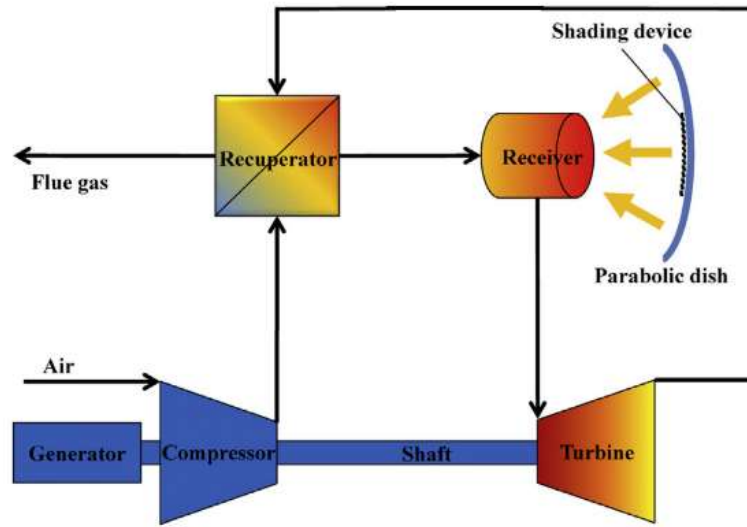 Shading device
Recuperator
Receiver
Flue gas
Parabolic dish
Air
Generator
Compressor
Shaft
Turbine